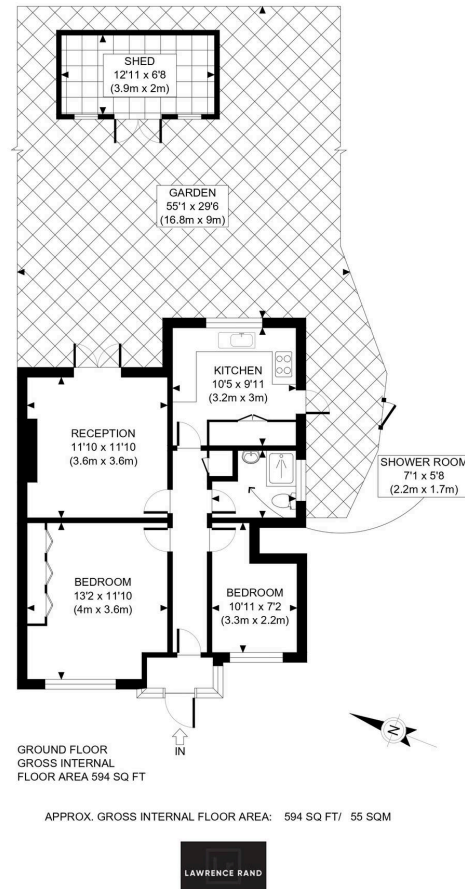 SHED
12'11 x 6'8
(3.9m x 2m)
GARDEN
55'1 x 29'6
(16.8m x 9m)
KITCHEN
10'5 x 9'11
(3.2m x 3m)
RECEPTION
11'10 x 11'10
(3.6m x 3.6m)
SHOWER ROOM
7'1 x 5'8
(2.2m x 1.7m)
BEDROOM
13'2 x 11'10
(4m x 3.6m)
BEDROOM
10'11 x 7'2
(3.3m x 2.2m)
IN
N
GROUND FLOOR
GROSS INTERNAL
FLOOR AREA 594 SQ FT
APPROX. GROSS INTERNAL FLOOR AREA: 594 SQ FT/ 55 SQM
LAWRENCE RAND